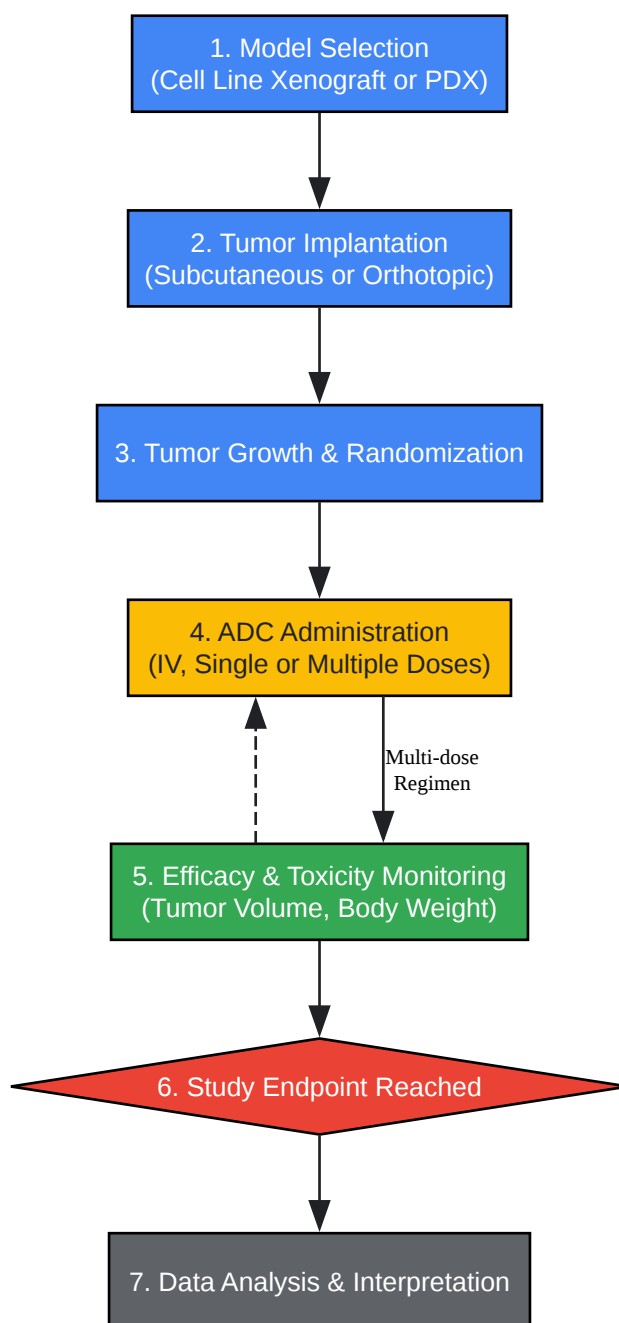 1. Model Selection
(Cell Line Xenograft or PDX)
2. Tumor Implantation
(Subcutaneous or Orthotopic)
3. Tumor Growth & Randomization
4. ADC Administration
(IV, Single or Multiple Doses)
Multi-dose
Regimen
5. Efficacy & Toxicity Monitoring
(Tumor Volume, Body Weight)
6. Study Endpoint Reached
7. Data Analysis & Interpretation